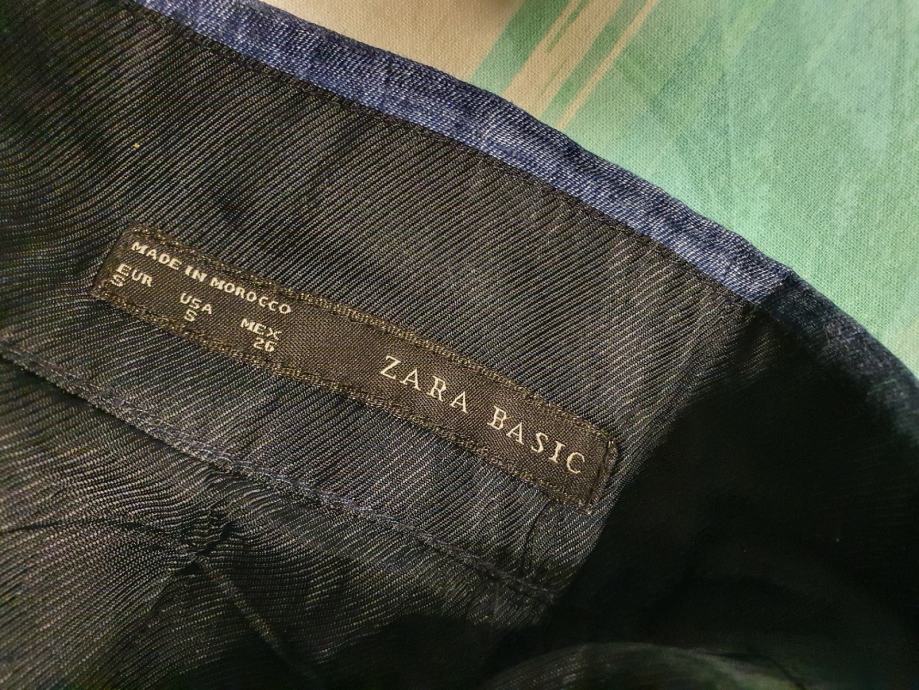 MADE IN MOROCCO
EUR USA MEX
S S 26
ZARA BASIC